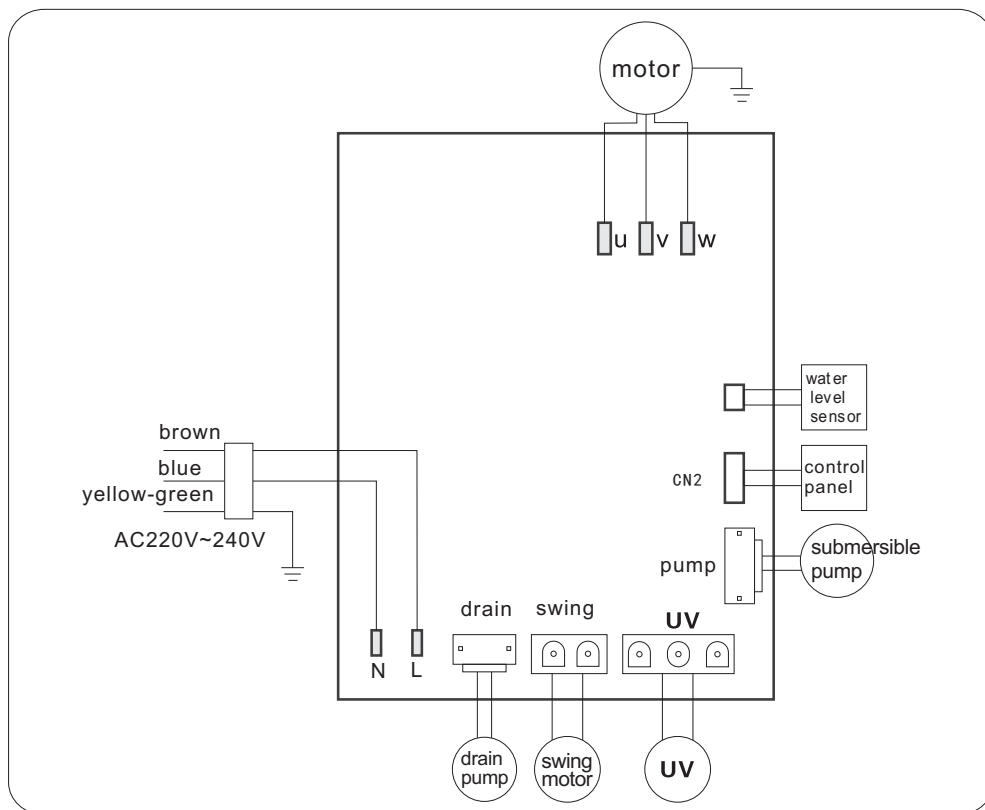 motor
u v w
water
level
sensor
brown
blue
yellow-green
AC220V~240V
CN2
control
panel
pump
submersible
pump
drain
swing
UV
N
L
drain
pump
swing
motor
UV